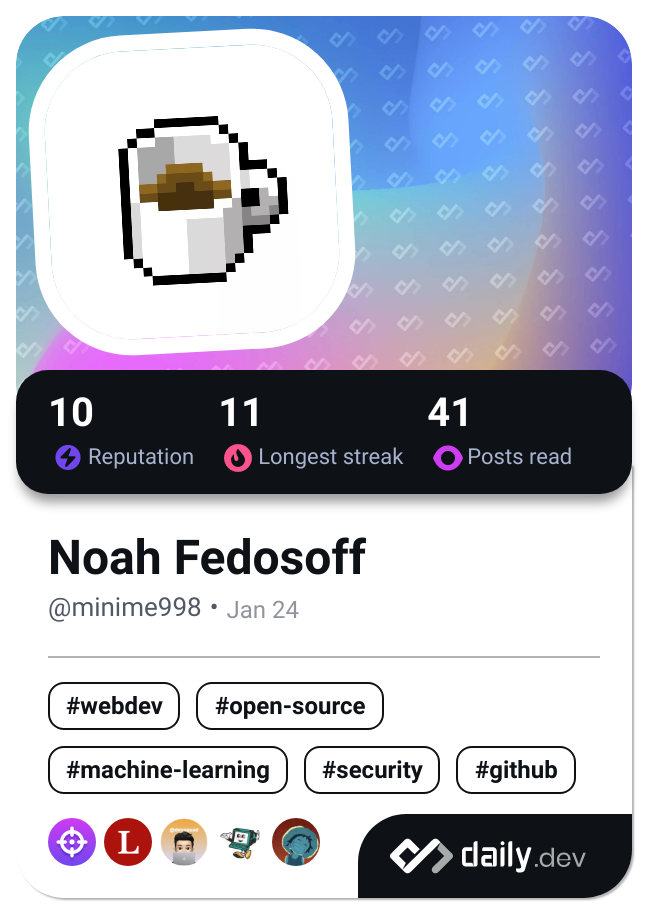 10 11 41
Reputation Longest streak Posts read
Noah Fedosoff
@minime998 • Jan 24
#webdev #open-source
#machine-learning #security #github
L
daily.dev